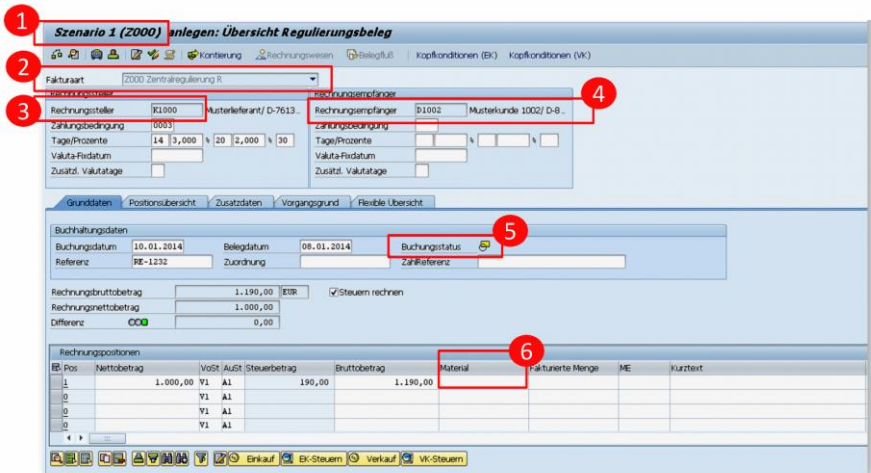 1
Szenario 1 (Z000) anlegen: Übersicht Regulierungsbeleg
Kontierung Rechnungswesen Belegfluß Kopfkonditionen (EK) Kopfkonditionen (VK)
2
Fakturaart Z000 Zentralregulierung R
Rechnungssteller Rechnungsempfänger
3 4
Rechnungssteller K1000 Musterlieferant/ D-7613.. Rechnungsempfänger D1002 Musterkunde 1002/ D-8..
Zahlungsbedingung 0003 Zahlungsbedingung
Tage/Prozente 14 3,000 % 20 2,000 % 30 Tage/Prozente % %
Valuta-Fixdatum Valuta-Fixdatum
Zusätzl. Valutatage Zusätzl. Valutatage
Grunddaten Positionsübersicht Zusatzdaten Vorgangsgrund Flexible Übersicht
Buchhaltungsdaten
5
Buchungsdatum 10.01.2014 Belegdatum 08.01.2014 Buchungsstatus
Referenz RE-1232 Zuordnung ZahlReferenz
Rechnungsbruttobetrag 1.190,00 EUR Steuern rechnen
Rechnungsnettobetrag 1.000,00
Differenz 0,00
6
Rechnungspositionen
Pos Nettobetrag VoSt AuSt Steuerbetrag Bruttobetrag Material Fakturierte Menge ME Kurztext
1 1.000,00 V1 A1 190,00 1.190,00
0 V1 A1
0 V1 A1
0 V1 A1
Einkauf EK-Steuern Verkauf VK-Steuern